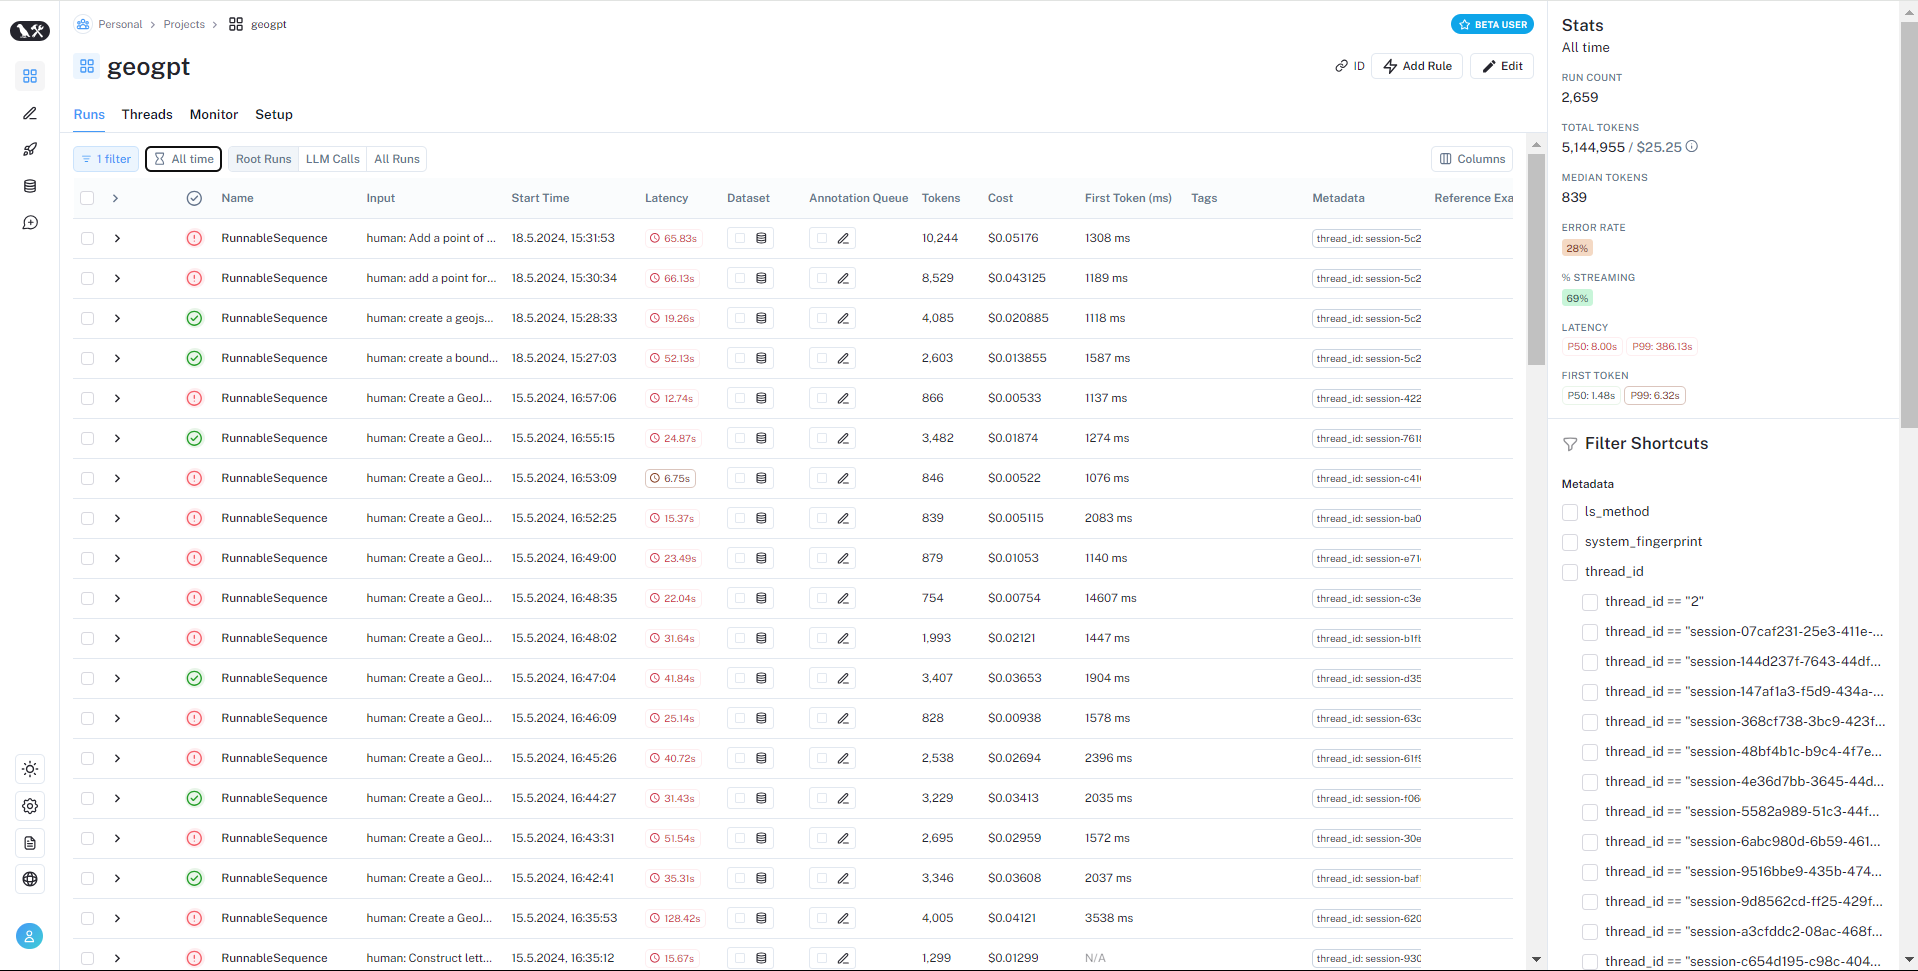 Personal > Projects > geogpt
BETA USER
geogpt
ID Add Rule Edit
Runs Threads Monitor Setup
1 filter All time Root Runs LLM Calls All Runs Columns
Name Input Start Time Latency Dataset Annotation Queue Tokens Cost First Token (ms) Tags Metadata Reference Exa
RunnableSequence human: Add a point of ... 18.5.2024, 15:31:53 65.83s 10,244 $0.05176 1308 ms thread_id: session-5c2
RunnableSequence human: add a point for... 18.5.2024, 15:30:34 66.13s 8,529 $0.043125 1189 ms thread_id: session-5c2
RunnableSequence human: create a geojs... 18.5.2024, 15:28:33 19.26s 4,085 $0.020885 1118 ms thread_id: session-5c2
RunnableSequence human: create a bound... 18.5.2024, 15:27:03 52.13s 2,603 $0.013855 1587 ms thread_id: session-5c2
RunnableSequence human: Create a GeoJ... 15.5.2024, 16:57:06 12.74s 866 $0.00533 1137 ms thread_id: session-422
RunnableSequence human: Create a GeoJ... 15.5.2024, 16:55:15 24.87s 3,482 $0.01874 1274 ms thread_id: session-761
RunnableSequence human: Create a GeoJ... 15.5.2024, 16:53:09 6.75s 846 $0.00522 1076 ms thread_id: session-c41
RunnableSequence human: Create a GeoJ... 15.5.2024, 16:52:25 15.37s 839 $0.005115 2083 ms thread_id: session-ba0
RunnableSequence human: Create a GeoJ... 15.5.2024, 16:49:00 23.49s 879 $0.01053 1140 ms thread_id: session-e71
RunnableSequence human: Create a GeoJ... 15.5.2024, 16:48:35 22.04s 754 $0.00754 14607 ms thread_id: session-c3e
RunnableSequence human: Create a GeoJ... 15.5.2024, 16:48:02 31.64s 1,993 $0.02121 1447 ms thread_id: session-b1f
RunnableSequence human: Create a GeoJ... 15.5.2024, 16:47:04 41.84s 3,407 $0.03653 1904 ms thread_id: session-d35
RunnableSequence human: Create a GeoJ... 15.5.2024, 16:46:09 25.14s 828 $0.00938 1578 ms thread_id: session-63c
RunnableSequence human: Create a GeoJ... 15.5.2024, 16:45:26 40.72s 2,538 $0.02694 2396 ms thread_id: session-61f
RunnableSequence human: Create a GeoJ... 15.5.2024, 16:44:27 31.43s 3,229 $0.03413 2035 ms thread_id: session-f06
RunnableSequence human: Create a GeoJ... 15.5.2024, 16:43:31 51.54s 2,695 $0.02959 1572 ms thread_id: session-30e
RunnableSequence human: Create a GeoJ... 15.5.2024, 16:42:41 35.31s 3,346 $0.03608 2037 ms thread_id: session-baf
RunnableSequence human: Create a GeoJ... 15.5.2024, 16:35:53 128.42s 4,005 $0.04121 3538 ms thread_id: session-620
RunnableSequence human: Construct lett... 15.5.2024, 16:35:12 15.67s 1,299 $0.01299 N/A thread_id: session-930
Stats
All time
RUN COUNT
2,659
TOTAL TOKENS
5,144,955 / $25.25
MEDIAN TOKENS
839
ERROR RATE
28%
% STREAMING
69%
LATENCY
P50: 8.00s P99: 386.13s
FIRST TOKEN
P50: 1.48s P99: 6.32s
Filter Shortcuts
Metadata
ls_method
system_fingerprint
thread_id
thread_id == "2"
thread_id == "session-07caf231-25e3-411e-...
thread_id == "session-144d237f-7643-44df...
thread_id == "session-147af1a3-f5d9-434a-...
thread_id == "session-368cf738-3bc9-423f...
thread_id == "session-48bf4b1c-b9c4-4f7e...
thread_id == "session-4e36d7bb-3645-44d...
thread_id == "session-5582a989-51c3-44f...
thread_id == "session-6abc980d-6b59-461...
thread_id == "session-9516bbe9-435b-474...
thread_id == "session-9d8562cd-ff25-429f...
thread_id == "session-a3cfddc2-08ac-468f...
thread_id == "session-c654d195-c98c-404...